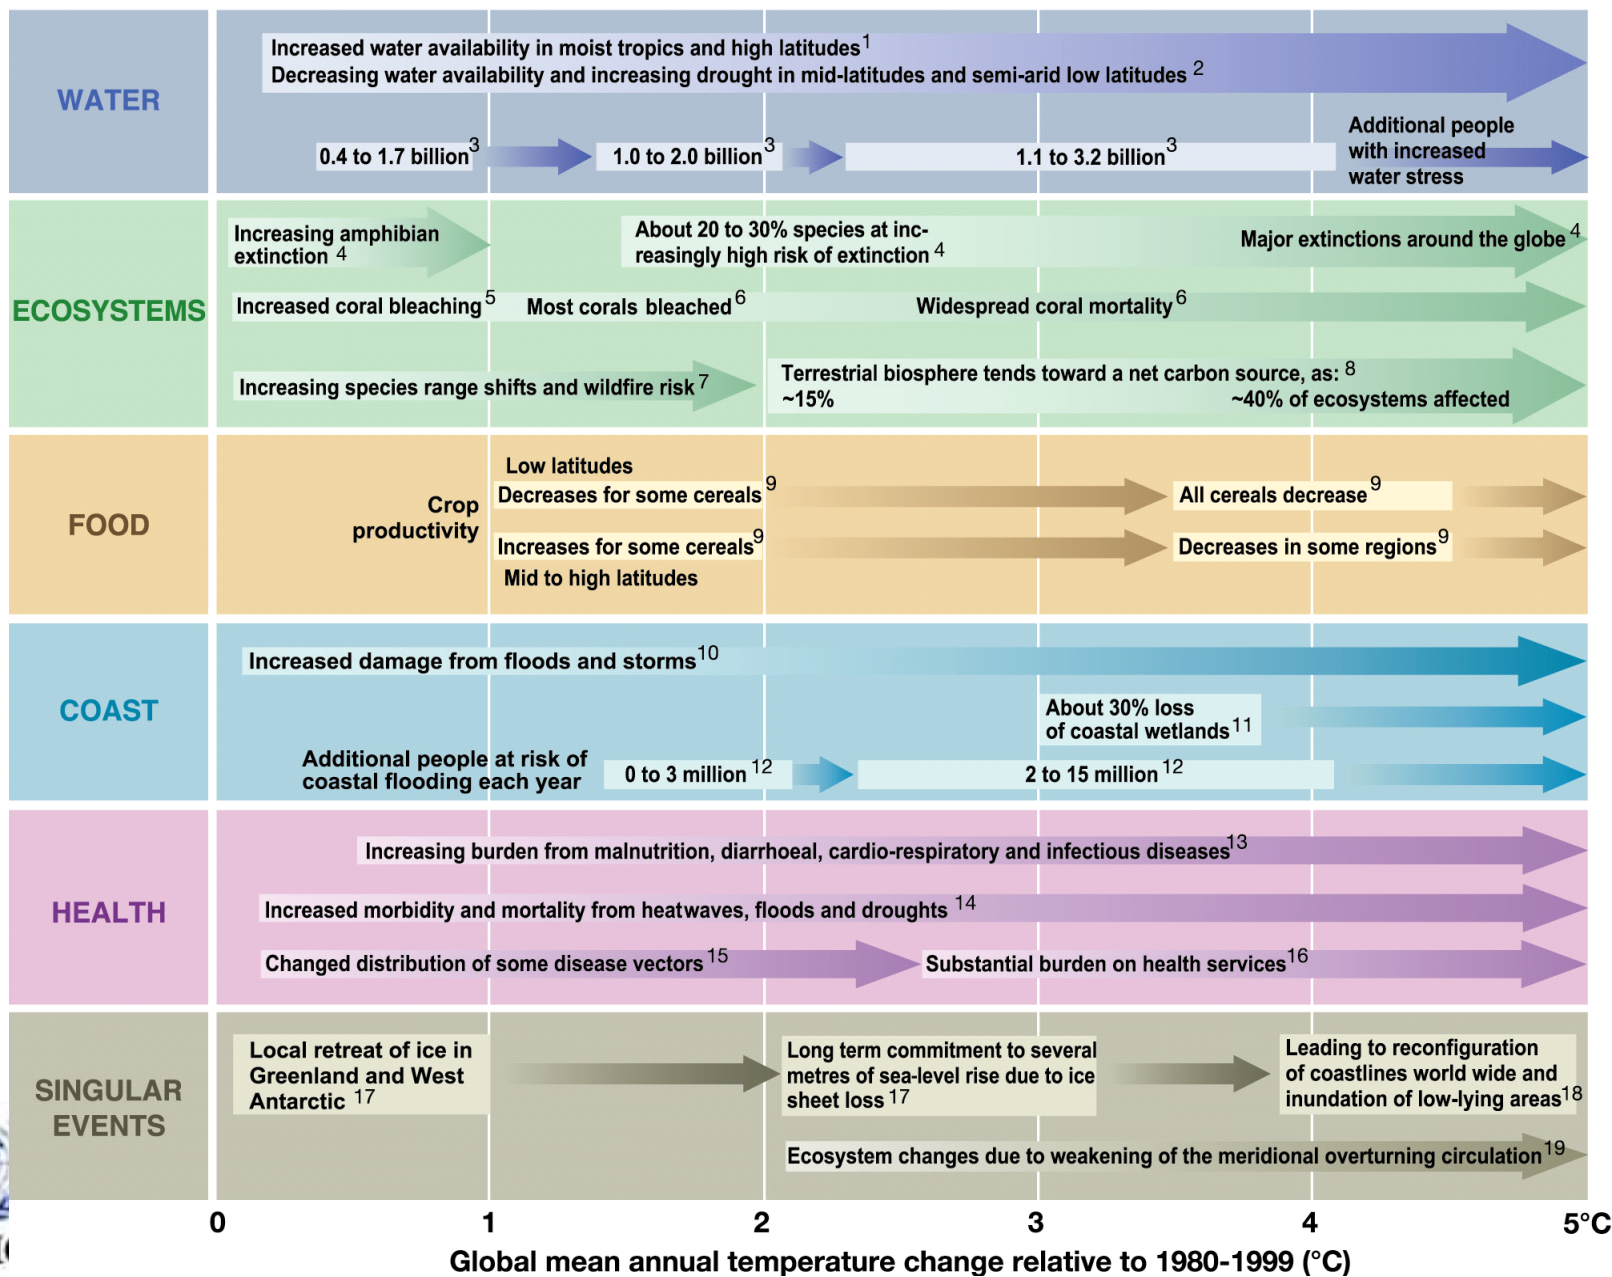 WATER
Increased water availability in moist tropics and high latitudes1
Decreasing water availability and increasing drought in mid-latitudes and semi-arid low latitudes 2
0.4 to 1.7 billion3
1.0 to 2.0 billion3
1.1 to 3.2 billion3
Additional people
with increased
water stress
ECOSYSTEMS
Increasing amphibian
extinction 4
About 20 to 30% species at inc-
reasingly high risk of extinction 4
Major extinctions around the globe 4
Increased coral bleaching5
Most corals bleached6
Widespread coral mortality6
Increasing species range shifts and wildfire risk7
Terrestrial biosphere tends toward a net carbon source, as: 8
~15%
~40% of ecosystems affected
FOOD
Crop
productivity
Low latitudes
Decreases for some cereals9
All cereals decrease9
Increases for some cereals9
Decreases in some regions9
Mid to high latitudes
COAST
Increased damage from floods and storms10
About 30% loss
of coastal wetlands11
Additional people at risk of
coastal flooding each year
0 to 3 million 12
2 to 15 million 12
HEALTH
Increasing burden from malnutrition, diarrhoeal, cardio-respiratory and infectious diseases13
Increased morbidity and mortality from heatwaves, floods and droughts 14
Changed distribution of some disease vectors15
Substantial burden on health services16
SINGULAR
EVENTS
Local retreat of ice in
Greenland and West
Antarctic 17
Long term commitment to several
metres of sea-level rise due to ice
sheet loss 17
Leading to reconfiguration
of coastlines world wide and
inundation of low-lying areas18
Ecosystem changes due to weakening of the meridional overturning circulation19
0 1 2 3 4 5°C
Global mean annual temperature change relative to 1980-1999 (°C)